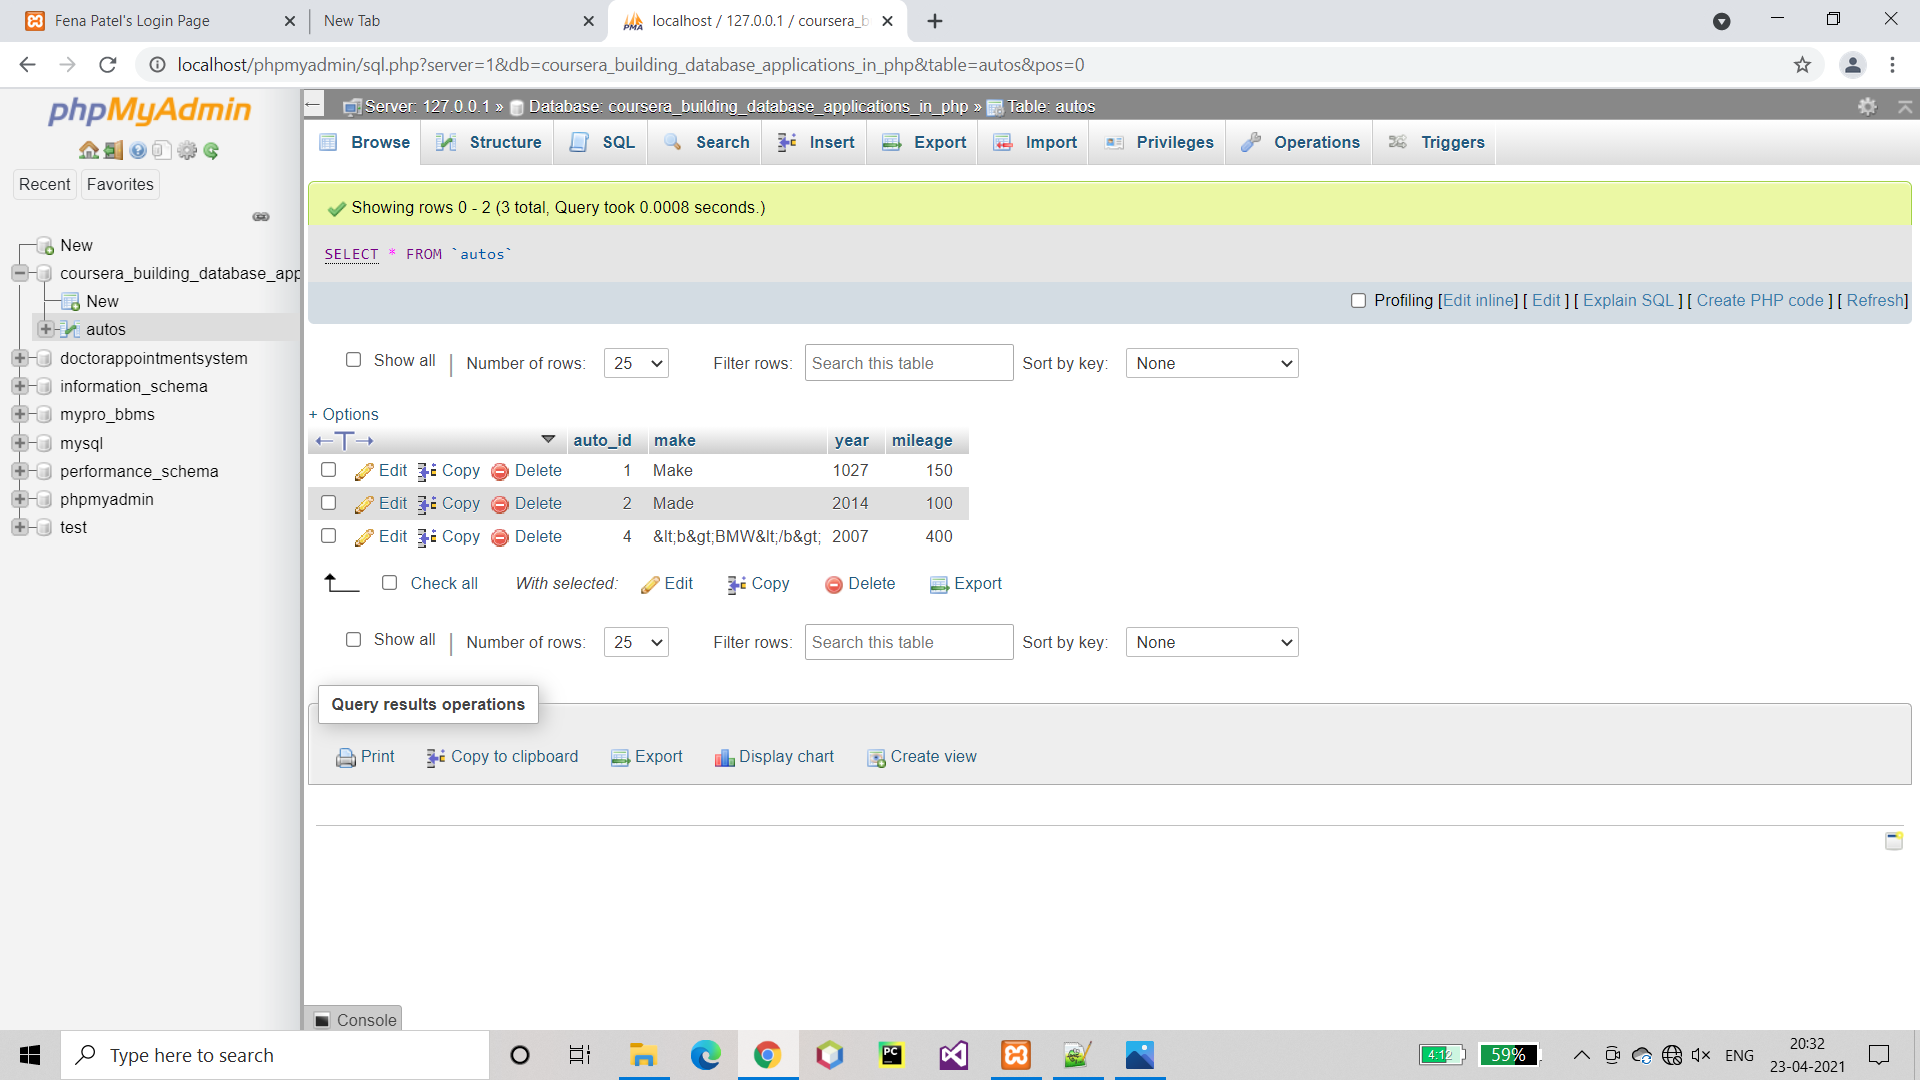 Fena Patel's Login Page
New Tab
localhost / 127.0.0.1 / coursera_b
localhost/phpmyadmin/sql.php?server=1&db=coursera_building_database_applications_in_php&table=autos&pos=0
phpMyAdmin
Recent Favorites
New
coursera_building_database_app
New
autos
doctorappointmentsystem
information_schema
mypro_bbms
mysql
performance_schema
phpmyadmin
test
Server: 127.0.0.1 » Database: coursera_building_database_applications_in_php » Table: autos
Browse Structure SQL Search Insert Export Import Privileges Operations Triggers
Showing rows 0 - 2 (3 total, Query took 0.0008 seconds.)
SELECT * FROM `autos`
Profiling [Edit inline] [ Edit ] [ Explain SQL ] [ Create PHP code ] [ Refresh]
Show all | Number of rows: 25 Filter rows: Search this table Sort by key: None
+ Options
←T→ auto_id make year mileage
Edit Copy Delete 1 Make 1027 150
Edit Copy Delete 2 Made 2014 100
Edit Copy Delete 4 &lt;b&gt;BMW&lt;/b&gt; 2007 400
Check all With selected: Edit Copy Delete Export
Show all | Number of rows: 25 Filter rows: Search this table Sort by key: None
Query results operations
Print Copy to clipboard Export Display chart Create view
Console
Type here to search
PC
4:12
59%
ENG
20:32
23-04-2021